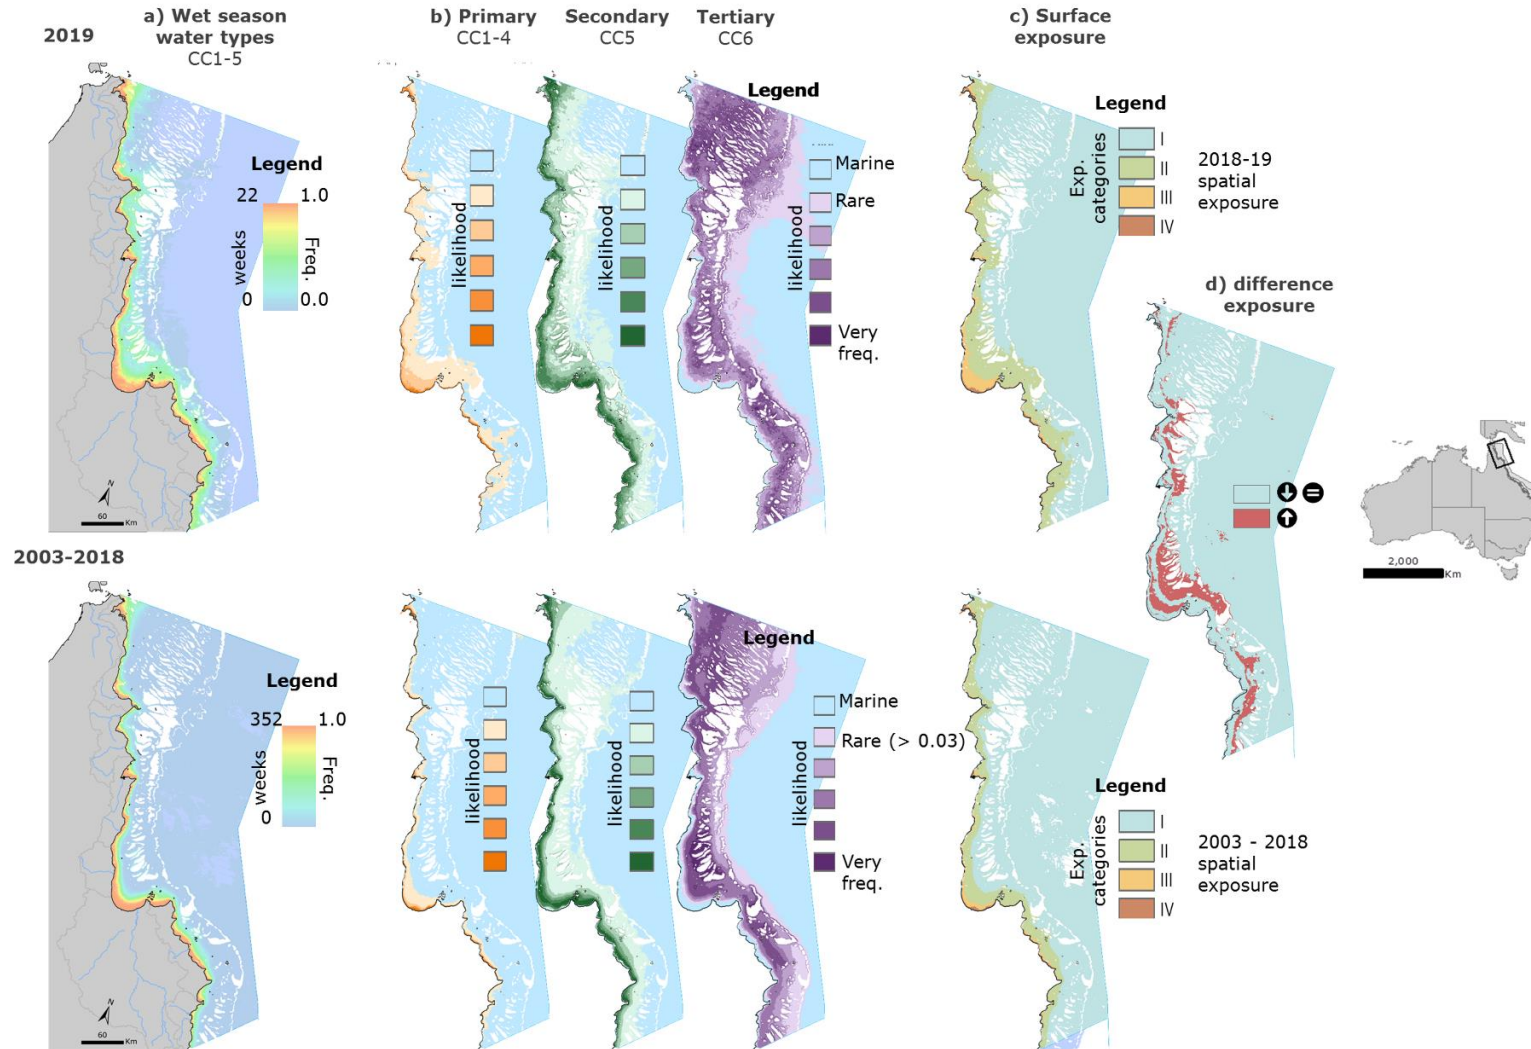 2019
a) Wet season
water types
CC1-5
b) Primary
CC1-4
Secondary
CC5
Tertiary
CC6
c) Surface
exposure
Legend
22
1.0
weeks
Freq.
0
0.0
N
60
Km
likelihood
likelihood
Legend
Marine
Rare
likelihood
Very
freq.
Legend
Exp.
categories
I
II
III
IV
2018-19
spatial
exposure
d) difference
exposure
2,000
Km
2003-2018
Legend
352
1.0
weeks
Freq.
0
0.0
N
60
Km
likelihood
likelihood
Legend
Marine
Rare (> 0.03)
likelihood
Very
freq.
Legend
Exp.
categories
I
II
III
IV
2003 - 2018
spatial
exposure